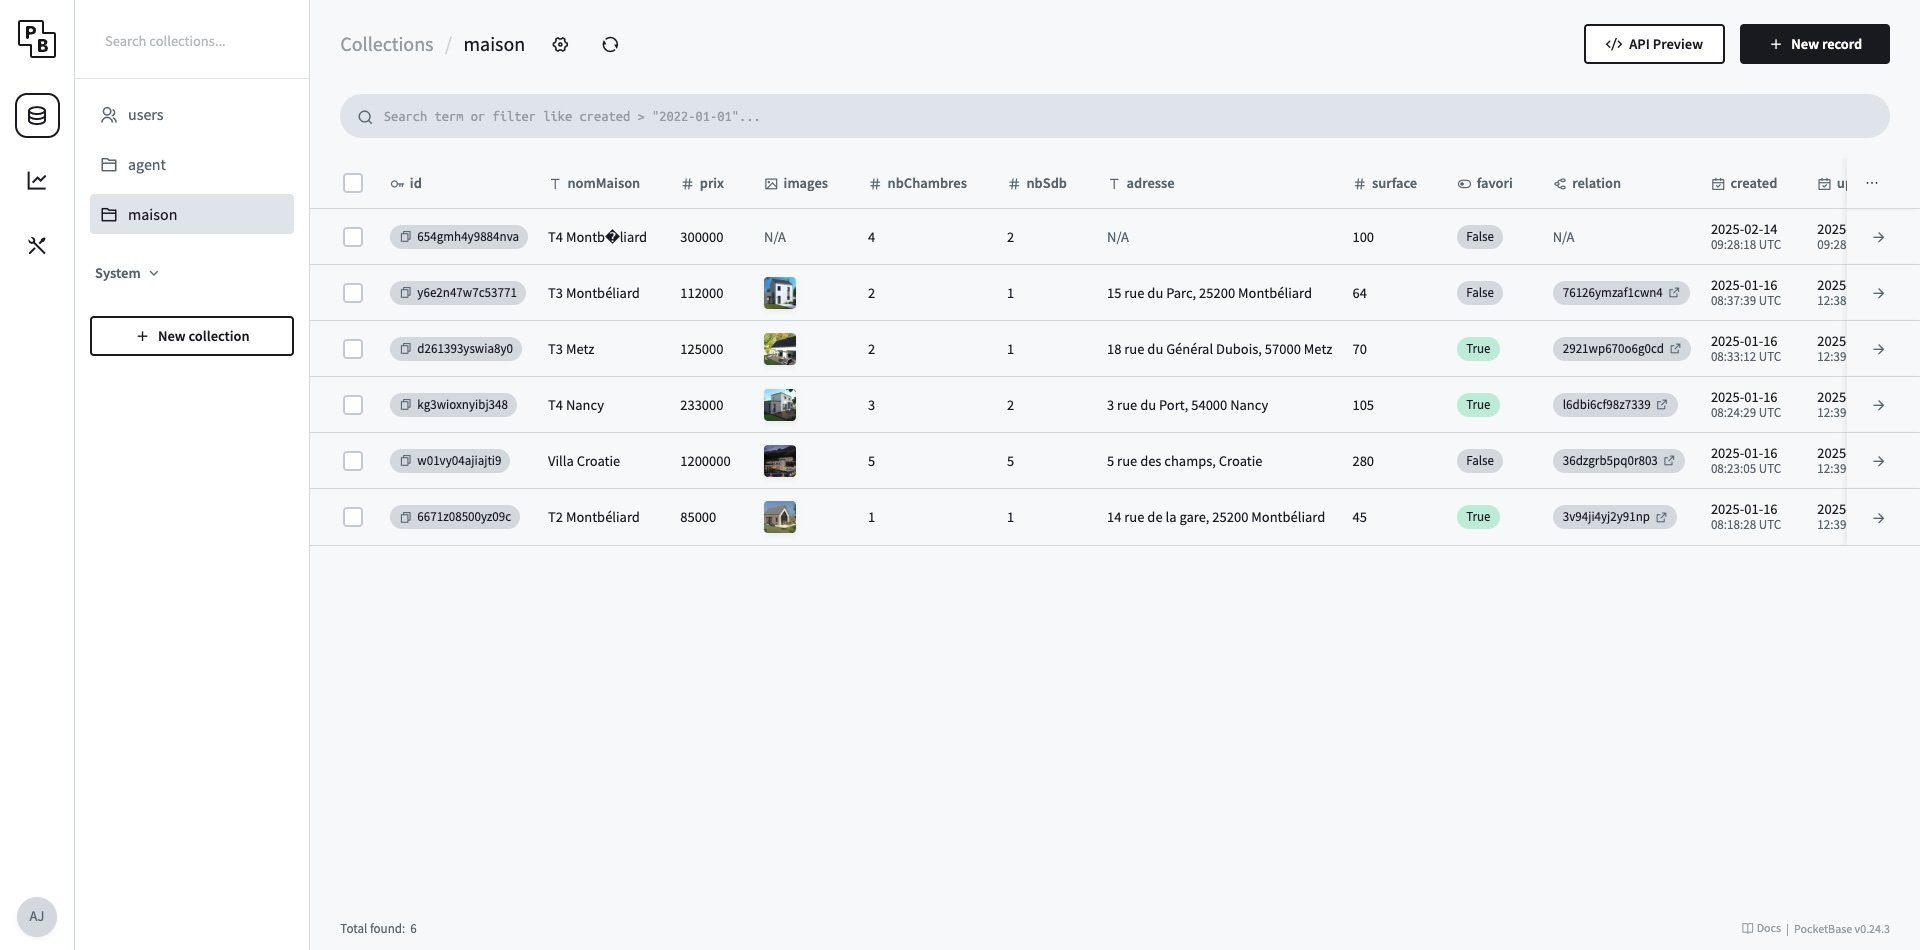 PB
Search collections...
users
agent
maison
System
+ New collection
AJ
Collections / maison
</> API Preview
+ New record
Search term or filter like created > "2022-01-01"...
id T nomMaison # prix images # nbChambres # nbSdb T adresse # surface favori relation created u ...
654gmh4y9884nva T4 Montb�liard 300000 N/A 4 2 N/A 100 False N/A 2025-02-14 2025
09:28:18 UTC 09:28
y6e2n47w7c53771 T3 Montbéliard 112000 2 1 15 rue du Parc, 25200 Montbéliard 64 False 76126ymzaf1cwn4 2025-01-16 2025
08:37:39 UTC 12:38
d261393yswia8y0 T3 Metz 125000 2 1 18 rue du Général Dubois, 57000 Metz 70 True 2921wp670o6g0cd 2025-01-16 2025
08:33:12 UTC 12:39
kg3wioxnyibj348 T4 Nancy 233000 3 2 3 rue du Port, 54000 Nancy 105 True l6dbi6cf98z7339 2025-01-16 2025
08:24:29 UTC 12:39
w01vy04ajiajti9 Villa Croatie 1200000 5 5 5 rue des champs, Croatie 280 False 36dzgrb5pq0r803 2025-01-16 2025
08:23:05 UTC 12:39
6671z08500yz09c T2 Montbéliard 85000 1 1 14 rue de la gare, 25200 Montbéliard 45 True 3v94ji4yj2y91np 2025-01-16 2025
08:18:28 UTC 12:39
Total found: 6
Docs | PocketBase v0.24.3